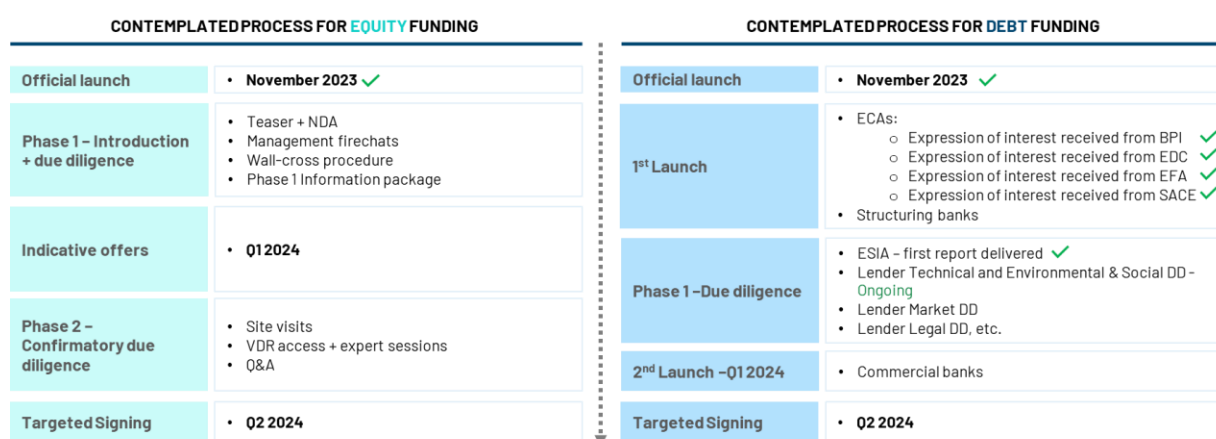 CONTEMPLATED PROCESS FOR EQUITY FUNDING
Official launch
• November 2023
Phase 1 – Introduction
+ due diligence
• Teaser + NDA
• Management firechats
• Wall-cross procedure
• Phase 1 Information package
Indicative offers
• Q1 2024
Phase 2 –
Confirmatory due
diligence
• Site visits
• VDR access + expert sessions
• Q&A
Targeted Signing
• Q2 2024
CONTEMPLATED PROCESS FOR DEBT FUNDING
Official launch
• November 2023
1st Launch
• ECAs:
o Expression of interest received from BPI
o Expression of interest received from EDC
o Expression of interest received from EFA
o Expression of interest received from SACE
• Structuring banks
Phase 1 –Due diligence
• ESIA – first report delivered
• Lender Technical and Environmental & Social DD -
Ongoing
• Lender Market DD
• Lender Legal DD, etc.
2nd Launch –Q1 2024
• Commercial banks
Targeted Signing
• Q2 2024